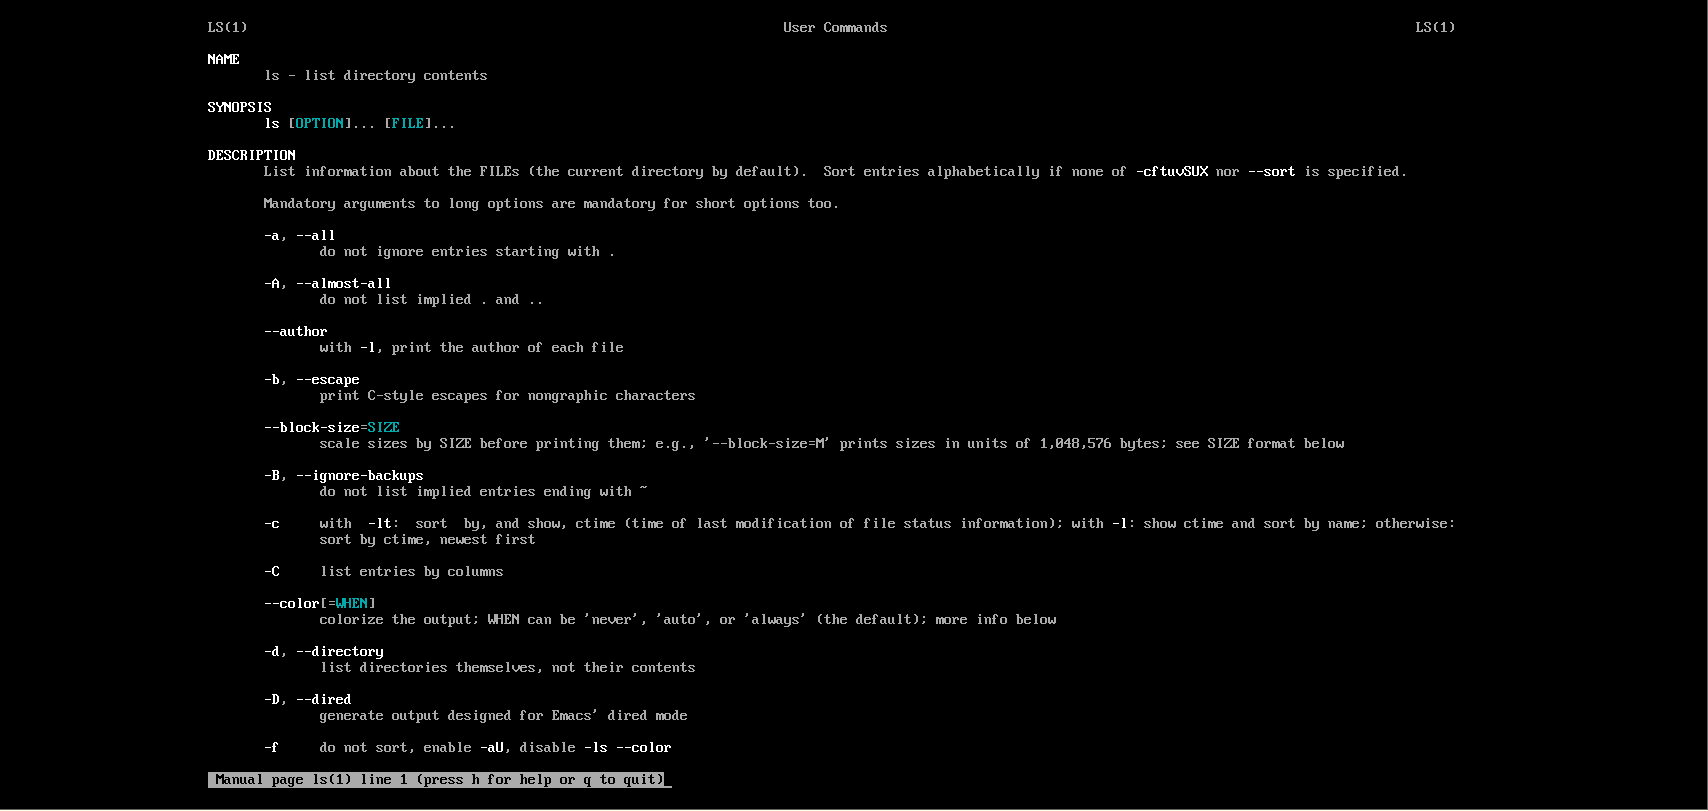 LS(1) User Commands LS(1)
NAME
ls - list directory contents
SYNOPSIS
ls [OPTION]... [FILE]...
DESCRIPTION
List information about the FILEs (the current directory by default).  Sort entries alphabetically if none of -cftuvSUX nor --sort is specified.
Mandatory arguments to long options are mandatory for short options too.
-a, --all
do not ignore entries starting with .
-A, --almost-all
do not list implied . and ..
--author
with -l, print the author of each file
-b, --escape
print C-style escapes for nongraphic characters
--block-size=SIZE
scale sizes by SIZE before printing them; e.g., '--block-size=M' prints sizes in units of 1,048,576 bytes; see SIZE format below
-B, --ignore-backups
do not list implied entries ending with ~
-c with  -lt:  sort  by, and show, ctime (time of last modification of file status information); with -l: show ctime and sort by name; otherwise:
sort by ctime, newest first
-C list entries by columns
--color[=WHEN]
colorize the output; WHEN can be 'never', 'auto', or 'always' (the default); more info below
-d, --directory
list directories themselves, not their contents
-D, --dired
generate output designed for Emacs' dired mode
-f do not sort, enable -aU, disable -ls --color
Manual page ls(1) line 1 (press h for help or q to quit)